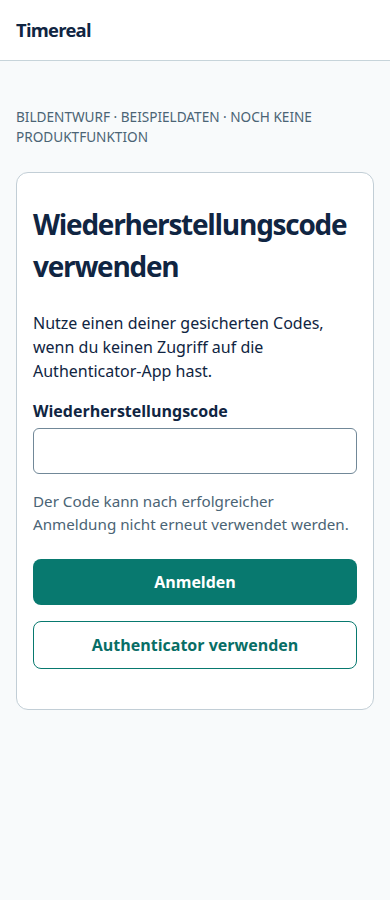 Timereal
BILDENTWURF · BEISPIELDATEN · NOCH KEINE
PRODUKTFUNKTION
Wiederherstellungscode
verwenden
Nutze einen deiner gesicherten Codes,
wenn du keinen Zugriff auf die
Authenticator-App hast.
Wiederherstellungscode
Der Code kann nach erfolgreicher
Anmeldung nicht erneut verwendet werden.
Anmelden
Authenticator verwenden